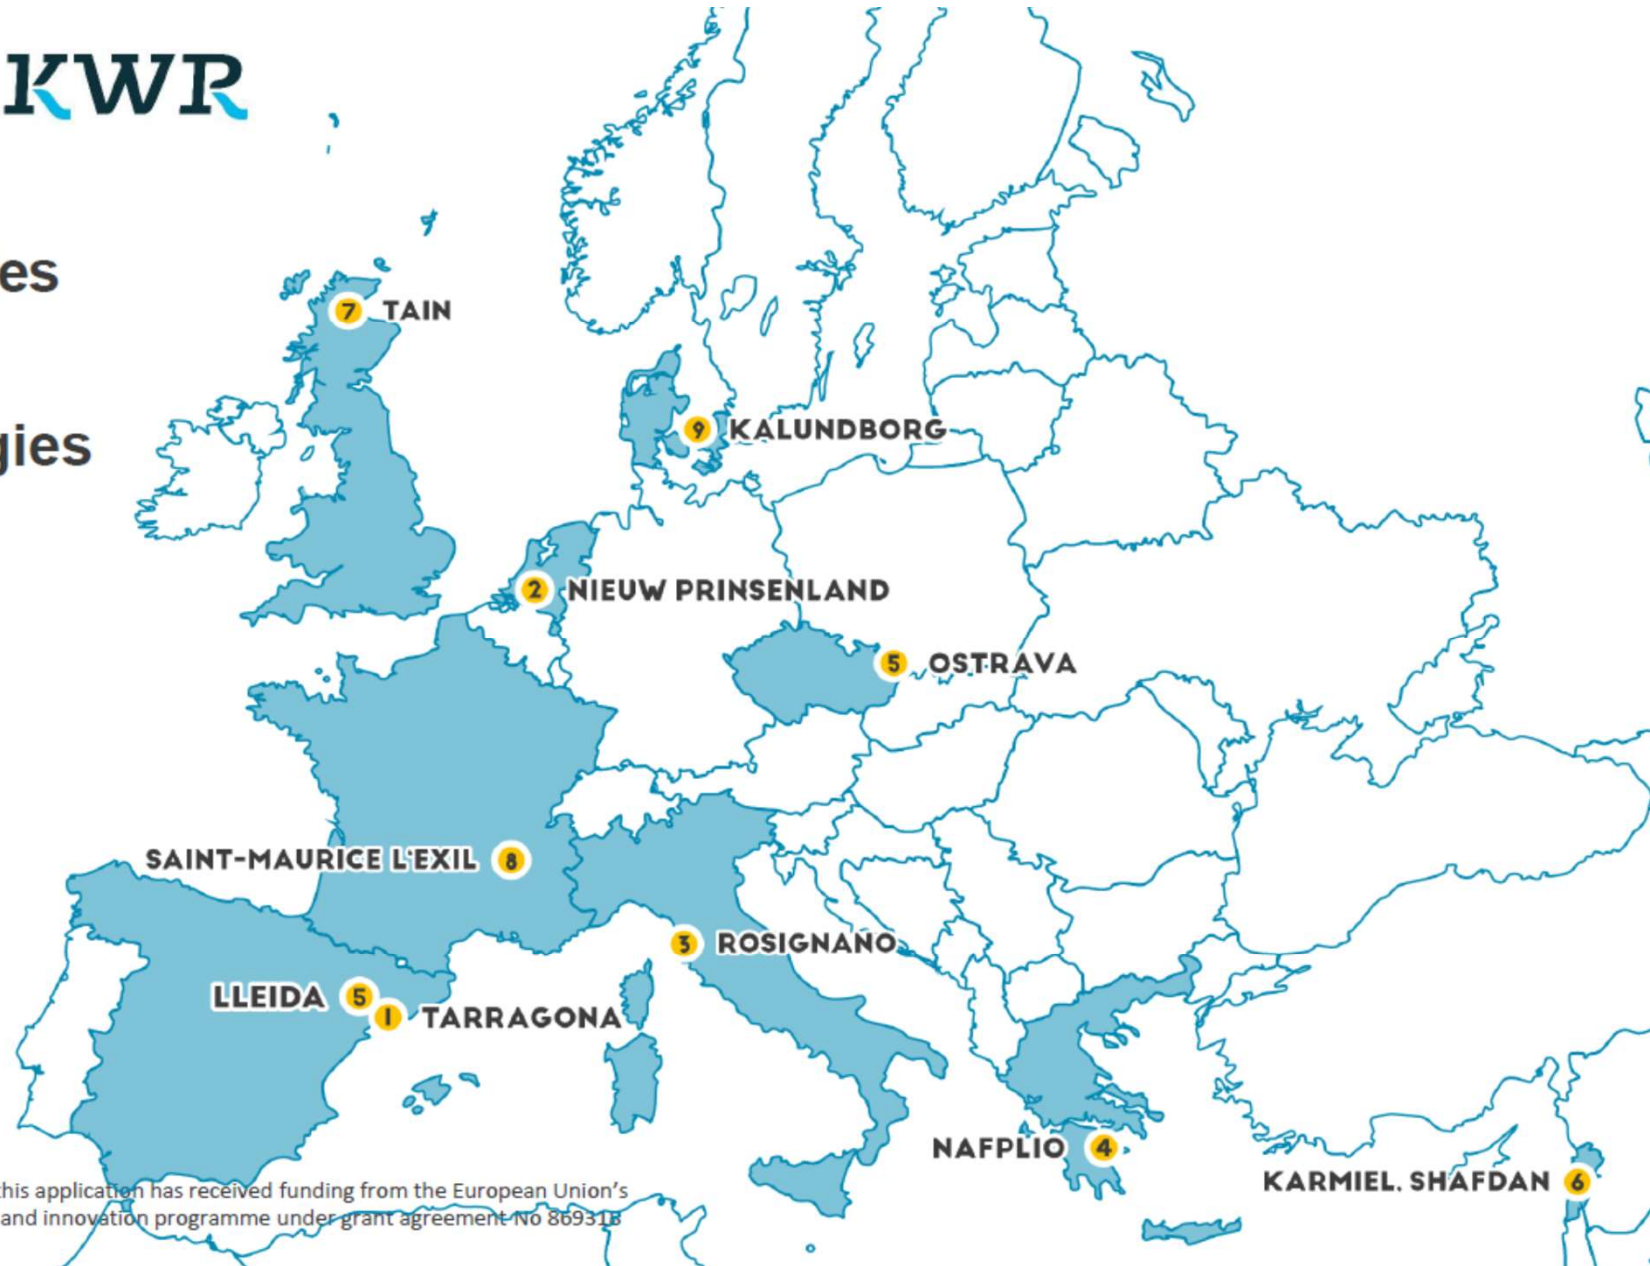 KWR
es
7 TAIN
gies
9 KALUNDBORG
2 NIEUW PRINSENLAND
5 OSTRAVA
SAINT-MAURICE L'EXIL 8
3 ROSIGNANO
LLEIDA 5
1 TARRAGONA
NAFPLIO 4
KARMIEL. SHAFDAN 6
his application has received funding from the European Union's
and innovation programme under grant agreement No 869318